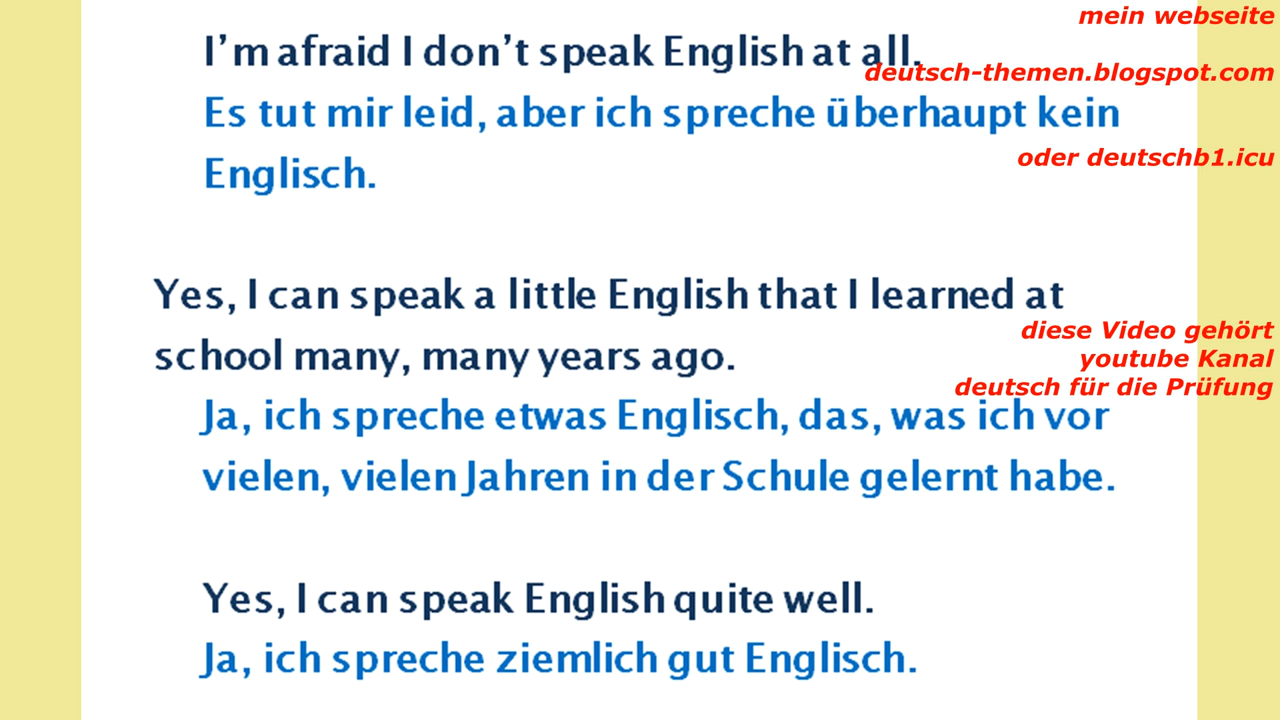 mein webseite
I'm afraid I don't speak English at all.
deutsch-themen.blogspot.com
Es tut mir leid, aber ich spreche überhaupt kein
oder deutschb1.icu
Englisch.
Yes, I can speak a little English that I learned at
diese Video gehört
school many, many years ago.
youtube Kanal
deutsch für die Prüfung
Ja, ich spreche etwas Englisch, das, was ich vor
vielen, vielen Jahren in der Schule gelernt habe.
Yes, I can speak English quite well.
Ja, ich spreche ziemlich gut Englisch.